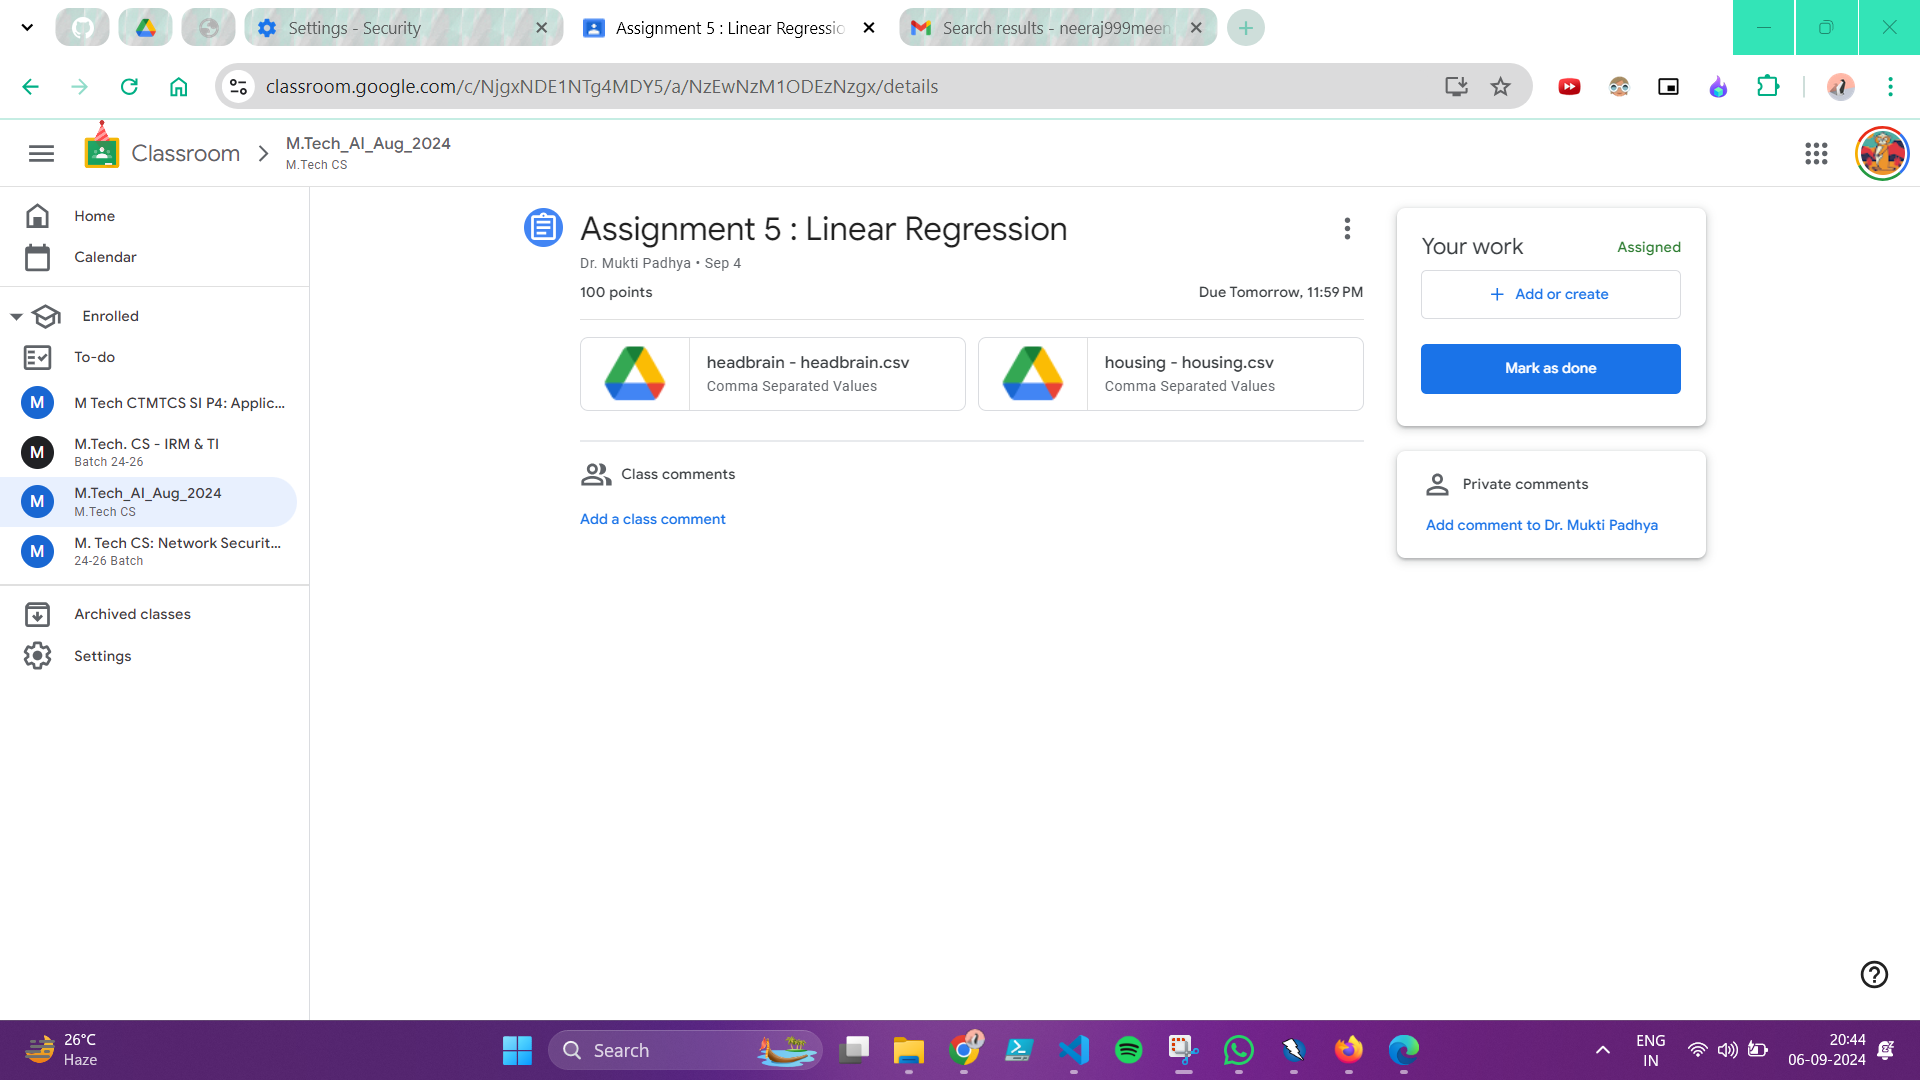 Settings - Security
Assignment 5 : Linear Regressio
Search results - neeraj999meen
classroom.google.com/c/NjgxNDE1NTg4MDY5/a/NzEwNzM1ODEzNzgx/details
Classroom
M.Tech_AI_Aug_2024
M.Tech CS
Home
Calendar
Enrolled
To-do
M
M Tech CTMTCS SI P4: Applic...
M
M.Tech. CS - IRM & TI
Batch 24-26
M
M.Tech_AI_Aug_2024
M.Tech CS
M
M. Tech CS: Network Securit...
24-26 Batch
Archived classes
Settings
Assignment 5 : Linear Regression
Dr. Mukti Padhya • Sep 4
100 points
Due Tomorrow, 11:59 PM
headbrain - headbrain.csv
Comma Separated Values
housing - housing.csv
Comma Separated Values
Class comments
Add a class comment
Your work
Assigned
+ Add or create
Mark as done
Private comments
Add comment to Dr. Mukti Padhya
26°C
Haze
Search
ENG
IN
20:44
06-09-2024